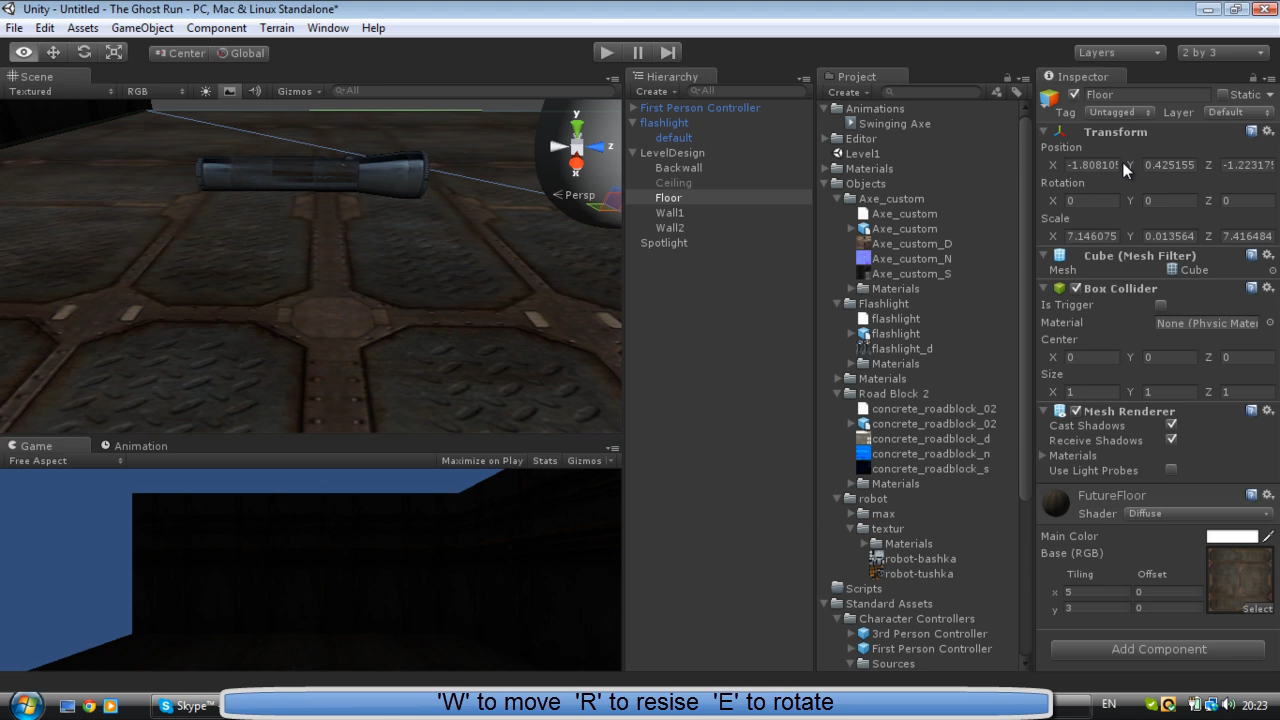 Unity - Untitled - The Ghost Run - PC, Mac & Linux Standalone*
File Edit Assets GameObject Component Terrain Window Help
Center Global Layers 2 by 3
Scene
Textured RGB Gizmos All
Persp
y
z
Game Animation
Free Aspect Maximize on Play Stats Gizmos
Hierarchy
Create All
First Person Controller
flashlight
default
LevelDesign
Backwall
Ceiling
Floor
Wall1
Wall2
Spotlight
Project
Create
Animations
Swinging Axe
Editor
Level1
Materials
Objects
Axe_custom
Axe_custom
Axe_custom
Axe_custom_D
Axe_custom_N
Axe_custom_S
Materials
Flashlight
flashlight
flashlight
flashlight_d
Materials
Materials
Road Block 2
concrete_roadblock_02
concrete_roadblock_02
concrete_roadblock_d
concrete_roadblock_n
concrete_roadblock_s
Materials
robot
max
textur
Materials
robot-bashka
robot-tushka
Scripts
Standard Assets
Character Controllers
3rd Person Controller
First Person Controller
Sources
Inspector
Floor Static
Tag Untagged Layer Default
Transform
Position
X -1.808105 Y 0.425155 Z -1.223175
Rotation
X 0 Y 0 Z 0
Scale
X 7.146075 Y 0.013564 Z 7.416484
Cube (Mesh Filter)
Mesh Cube
Box Collider
Is Trigger
Material None (Physic Mater
Center
X 0 Y 0 Z 0
Size
X 1 Y 1 Z 1
Mesh Renderer
Cast Shadows
Receive Shadows
Materials
Use Light Probes
FutureFloor
Shader Diffuse
Main Color
Base (RGB)
Tiling Offset
x 5 0
y 3 0
Select
Add Component
Skype™
'W' to move 'R' to resise 'E' to rotate
EN 20:23